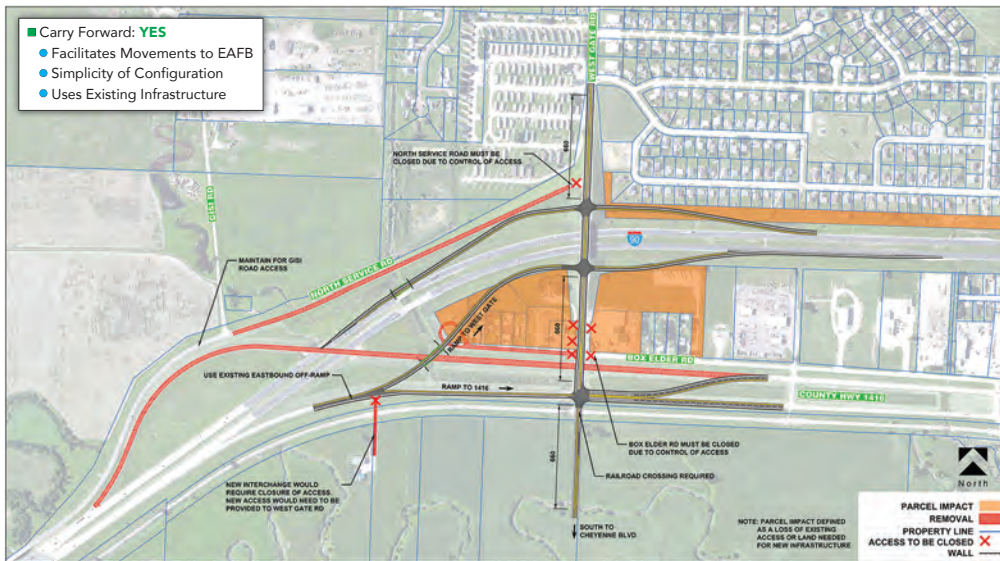 Carry Forward: YES
Facilitates Movements to EAFB
Simplicity of Configuration
Uses Existing Infrastructure
WEST GATE RD
660
NORTH SERVICE ROAD MUST BE
CLOSED DUE TO CONTROL OF ACCESS
GISI RD
90
MAINTAIN FOR GISI
ROAD ACCESS
NORTH SERVICE RD
RAMP TO WEST GATE
660
BOX ELDER RD
USE EXISTING EASTBOUND OFF-RAMP
RAMP TO 1416
COUNTY HWY 1416
660
BOX ELDER RD MUST BE CLOSED
DUE TO CONTROL OF ACCESS
RAILROAD CROSSING REQUIRED
NEW INTERCHANGE WOULD
REQUIRE CLOSURE OF ACCESS.
NEW ACCESS WOULD NEED TO BE
PROVIDED TO WEST GATE RD
SOUTH TO
CHEYENNE BLVD
NOTE: PARCEL IMPACT DEFINED
AS A LOSS OF EXISTING
ACCESS OR LAND NEEDED
FOR NEW INFRASTRUCTURE
North
PARCEL IMPACT
REMOVAL
PROPERTY LINE
ACCESS TO BE CLOSED
WALL